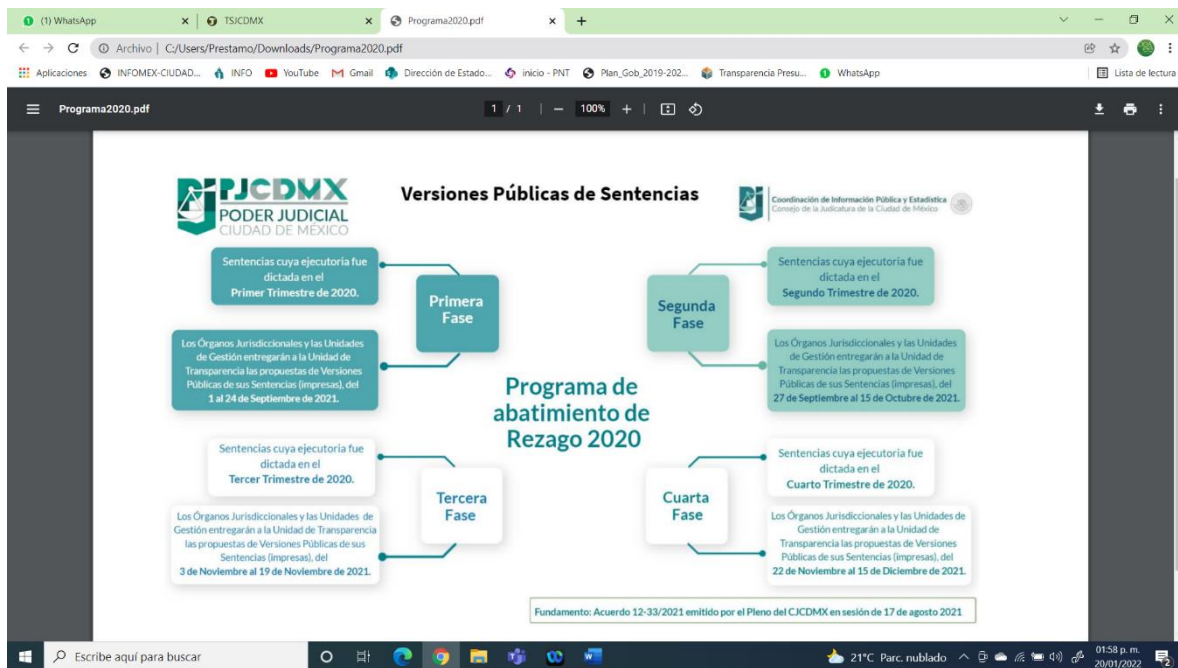 (1) WhatsApp
TSJCDMX
Programa2020.pdf
Archivo | C:/Users/Prestamo/Downloads/Programa2020.pdf
Aplicaciones
INFOMEX-CIUDAD...
INFO
YouTube
Gmail
Dirección de Estado...
inicio - PNT
Plan_Gob_2019-202...
Transparencia Presu...
WhatsApp
Lista de lectura
Programa2020.pdf
1 / 1
100%
PJCDMX
PODER JUDICIAL
CIUDAD DE MÉXICO
Versiones Públicas de Sentencias
Coordinación de Información Pública y Estadística
Consejo de la Judicatura de la Ciudad de México
Sentencias cuya ejecutoria fue
dictada en el
Primer Trimestre de 2020.
Primera
Fase
Los Órganos Jurisdiccionales y las Unidades
de Gestión entregarán a la Unidad de
Transparencia las propuestas de Versiones
Públicas de sus Sentencias (impresas), del
1 al 24 de Septiembre de 2021.
Segunda
Fase
Sentencias cuya ejecutoria fue
dictada en el
Segundo Trimestre de 2020.
Los Órganos Jurisdiccionales y las Unidades
de Gestión entregarán a la Unidad de
Transparencia las propuestas de Versiones
Públicas de sus Sentencias (impresas), del
27 de Septiembre al 15 de Octubre de 2021.
Programa de
abatimiento de
Rezago 2020
Sentencias cuya ejecutoria fue
dictada en el
Tercer Trimestre de 2020.
Tercera
Fase
Los Órganos Jurisdiccionales y las Unidades de
Gestión entregarán a la Unidad de Transparencia
las propuestas de Versiones Públicas de sus
Sentencias (impresas), del
3 de Noviembre al 19 de Noviembre de 2021.
Cuarta
Fase
Sentencias cuya ejecutoria fue
dictada en el
Cuarto Trimestre de 2020.
Los Órganos Jurisdiccionales y las Unidades de
Gestión entregarán a la Unidad de
Transparencia las propuestas de Versiones
Públicas de sus Sentencias (impresas), del
22 de Noviembre al 15 de Diciembre de 2021.
Fundamento: Acuerdo 12-33/2021 emitido por el Pleno del CJCDMX en sesión de 17 de agosto 2021
Escribe aquí para buscar
21°C Parc. nublado
01:58 p. m.
20/01/2022